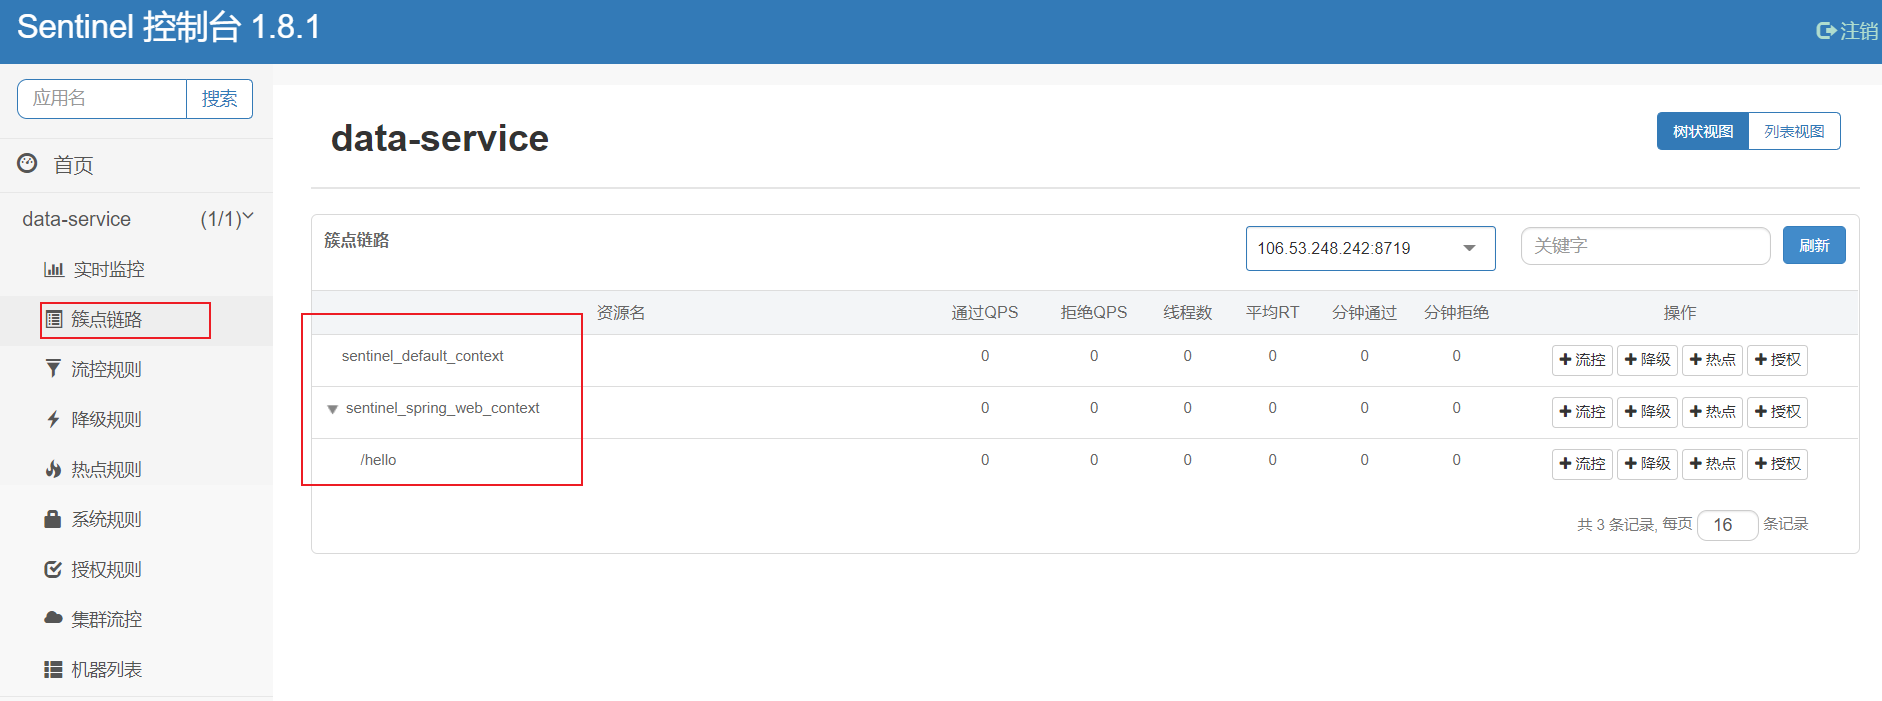 Sentinel 控制台 1.8.1
注销
应用名 搜索
首页
data-service (1/1)
实时监控
簇点链路
流控规则
降级规则
热点规则
系统规则
授权规则
集群流控
机器列表
data-service
树状视图 列表视图
簇点链路 106.53.248.242:8719 关键字 刷新
资源名 通过QPS 拒绝QPS 线程数 平均RT 分钟通过 分钟拒绝 操作
sentinel_default_context 0 0 0 0 0 0 流控 降级 热点 授权
sentinel_spring_web_context 0 0 0 0 0 0 流控 降级 热点 授权
/hello 0 0 0 0 0 0 流控 降级 热点 授权
共 3 条记录, 每页 16 条记录